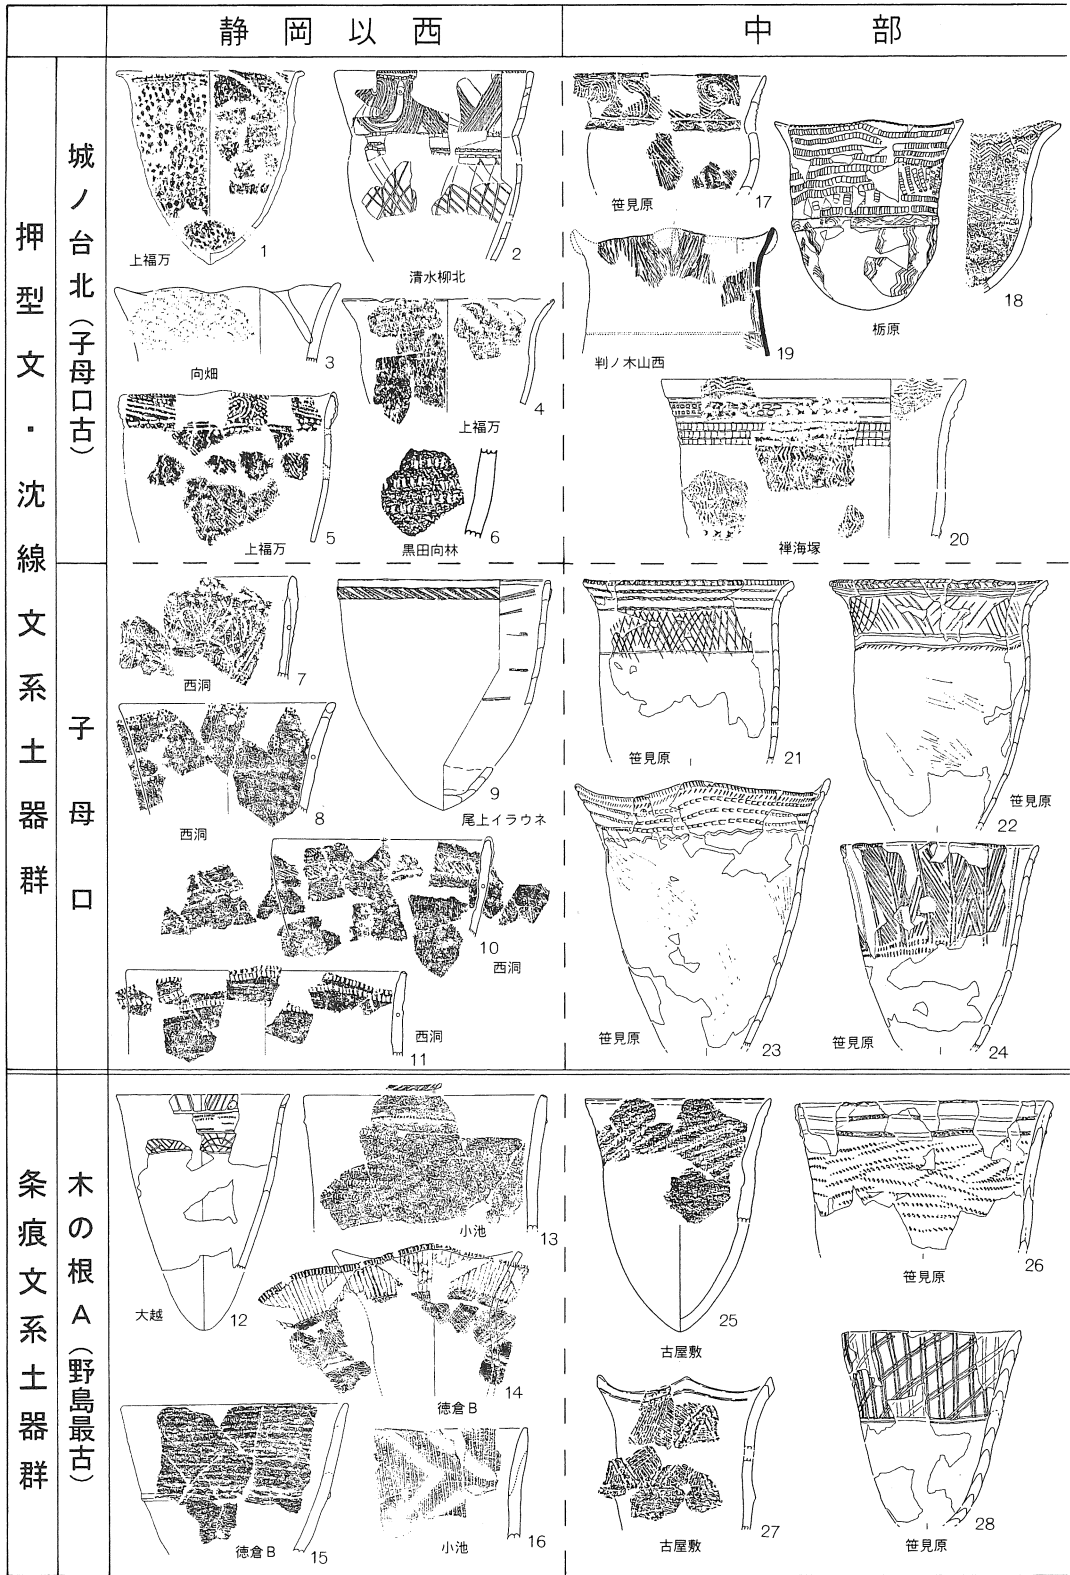 静岡以西
中部
押型文・沈線文系土器群
城ノ台北（子母口古）
上福万
1
清水柳北
2
向畑
3
上福万
4
上福万
5
黒田向林
6
笹見原
17
栃原
18
判ノ木山西
19
禅海塚
20
子母口
西洞
7
西洞
8
尾上イラウネ
9
西洞
10
西洞
11
笹見原
21
笹見原
22
笹見原
23
笹見原
24
条痕文系土器群
木の根A（野島最古）
大越
12
小池
13
徳倉B
14
徳倉B
15
小池
16
古屋敷
25
笹見原
26
古屋敷
27
笹見原
28